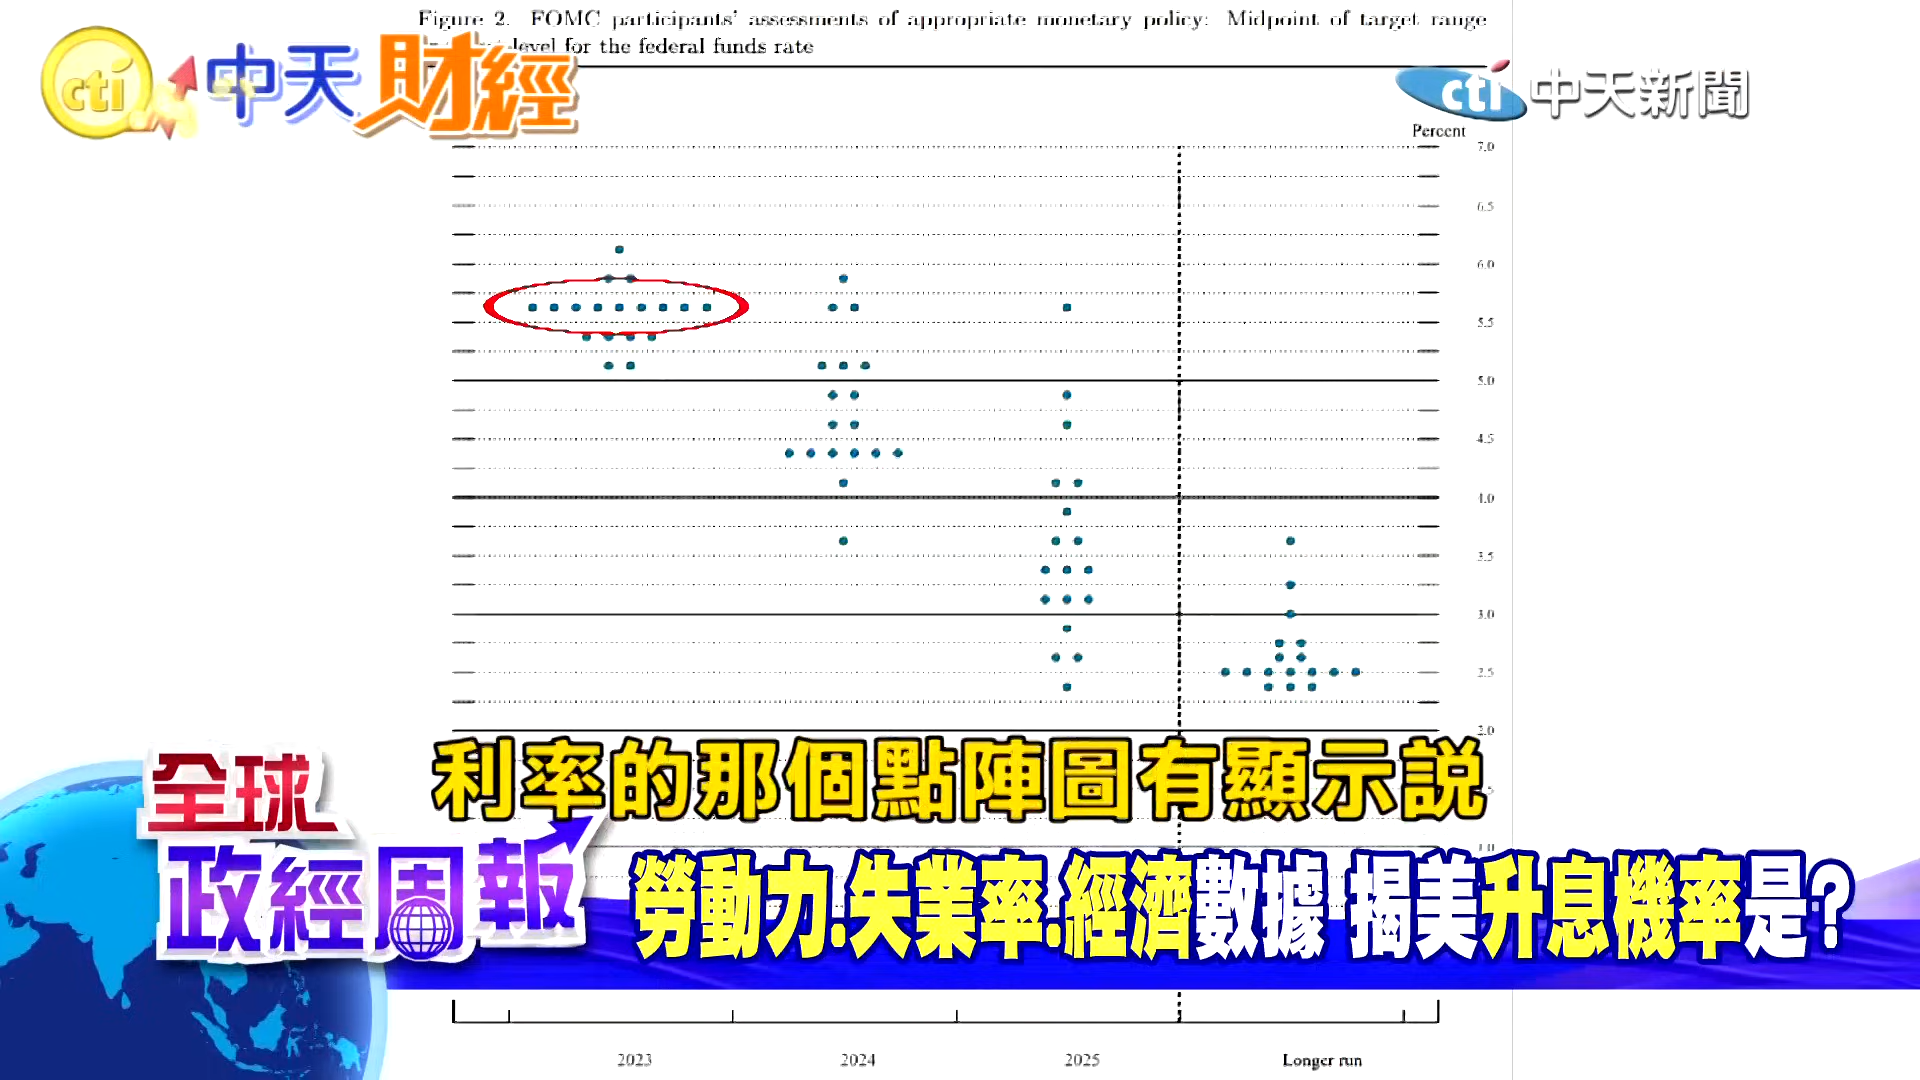 Figure 2. FOMC participants' assessments of appropriate monetary policy: Midpoint of target range
level for the federal funds rate
cti 中天財經
cti 中天新聞
Percent
7.0
6.5
6.0
5.5
5.0
4.5
4.0
3.5
3.0
2.5
2.0
利率的那個點陣圖有顯示説
全球
政經周報
勞動力.失業率.經濟數據 揭美升息機率是?
1.0
2023
2024
2025
Longer run